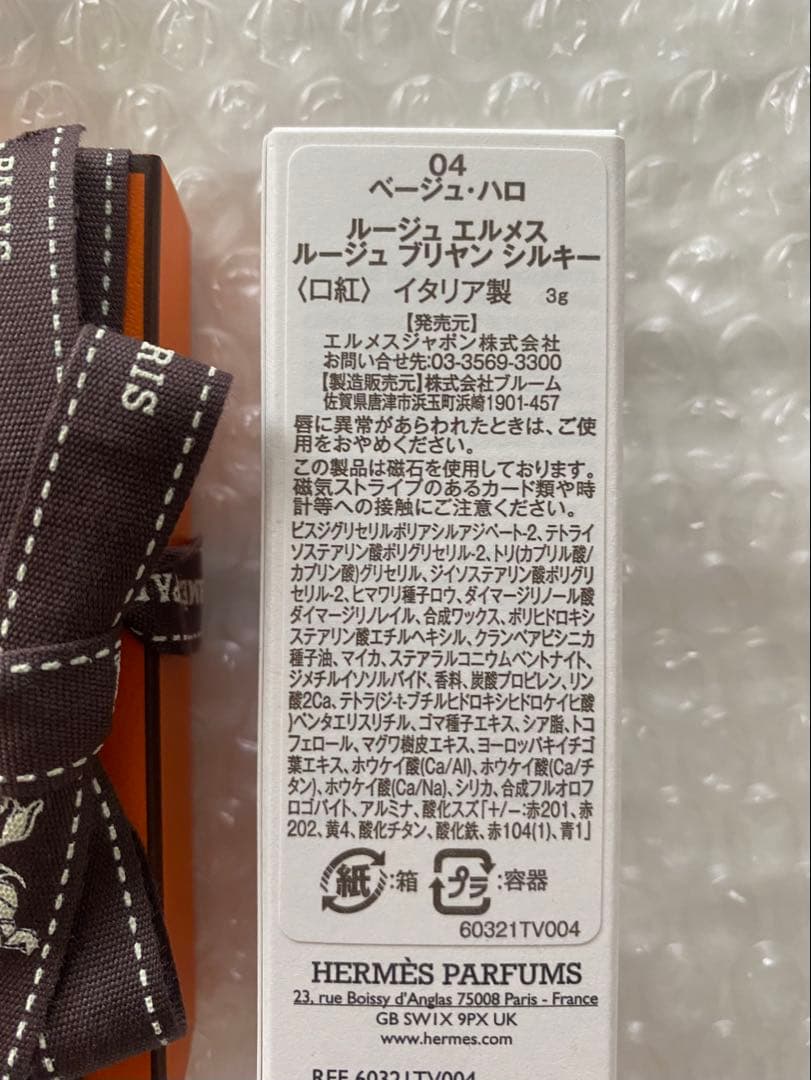 04
ベージュ・ハロ
ルージュ エルメス
ルージュ ブリヤン シルキー
〈口紅〉 イタリア製 3g
【発売元】
エルメスジャポン株式会社
お問い合せ先:03-3569-3300
【製造販売元】株式会社ブルーム
佐賀県唐津市浜玉町浜崎1901-457
唇に異常があらわれたときは、ご使
用をおやめください。
この製品は磁石を使用しております。
磁気ストライプのあるカード類や時
計等への接触にご注意ください。
ビスジグリセリルポリアシルアジペート-2、テトライ
ソステアリン酸ポリグリセリル-2、トリ(カプリル酸/
カプリン酸)グリセリル、ジイソステアリン酸ポリグリ
セリル-2、ヒマワリ種子ロウ、ダイマージリノール酸
ダイマージリノレイル、合成ワックス、ポリヒドロキシ
ステアリン酸エチルヘキシル、クランベアビシニカ
種子油、マイカ、ステアラルコニウムベントナイト、
ジメチルイソソルバイド、香料、炭酸プロピレン、リン
酸2Ca、テトラ(ジ-t-ブチルヒドロキシヒドロケイヒ酸
)ペンタエリスリチル、ゴマ種子エキス、シア脂、トコ
フェロール、マグワ樹皮エキス、ヨーロッパキイチゴ
葉エキス、ホウケイ酸(Ca/Al)、ホウケイ酸(Ca/チ
タン)、ホウケイ酸(Ca/Na)、シリカ、合成フルオロフ
ロゴパイト、アルミナ、酸化スズ「+/-:赤201、赤
202、黄4、酸化チタン、酸化鉄、赤104(1)、青1」
紙:箱 プラ:容器
60321TV004
HERMÈS PARFUMS
23, rue Boissy d'Anglas 75008 Paris - France
GB SW1X 9PX UK
www.hermes.com
REF 60321TV004
PARIS
RIS